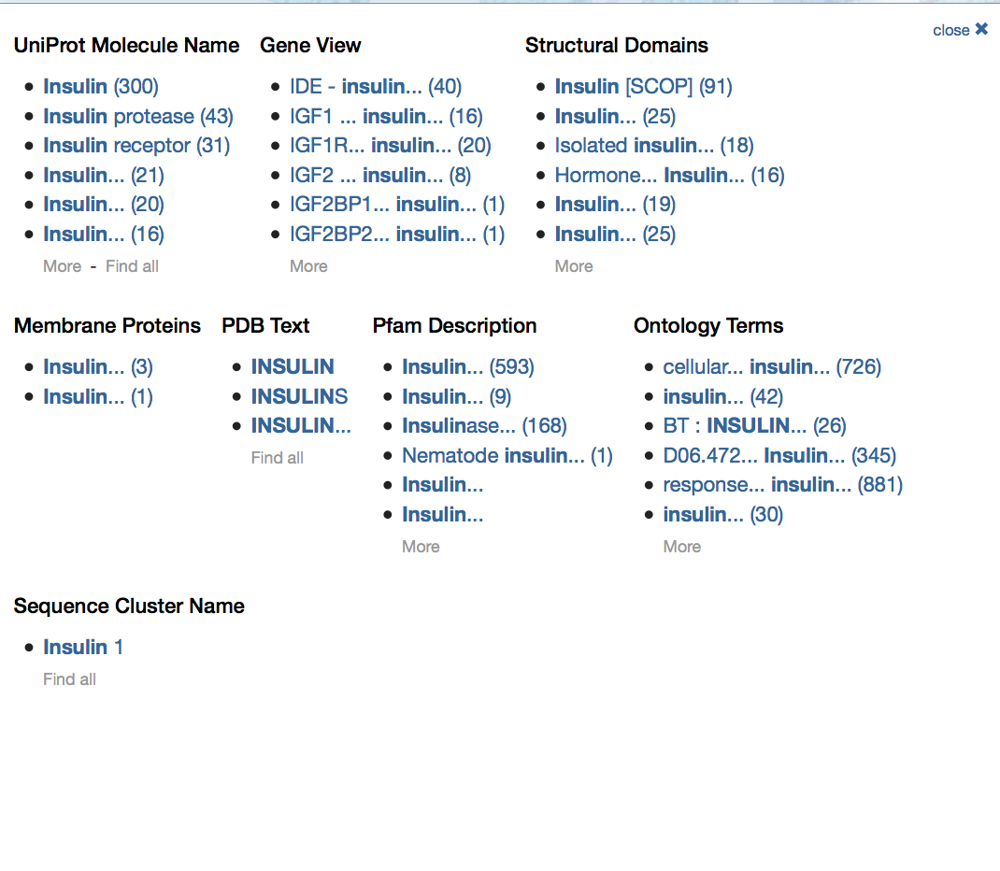 close ✖
UniProt Molecule Name
Insulin (300)
Insulin protease (43)
Insulin receptor (31)
Insulin... (21)
Insulin... (20)
Insulin... (16)
More - Find all
Gene View
IDE - insulin... (40)
IGF1 ... insulin... (16)
IGF1R... insulin... (20)
IGF2 ... insulin... (8)
IGF2BP1... insulin... (1)
IGF2BP2... insulin... (1)
More
Structural Domains
Insulin [SCOP] (91)
Insulin... (25)
Isolated insulin... (18)
Hormone... Insulin... (16)
Insulin... (19)
Insulin... (25)
More
Membrane Proteins
Insulin... (3)
Insulin... (1)
PDB Text
INSULIN
INSULINS
INSULIN...
Find all
Pfam Description
Insulin... (593)
Insulin... (9)
Insulinase... (168)
Nematode insulin... (1)
Insulin...
Insulin...
More
Ontology Terms
cellular... insulin... (726)
insulin... (42)
BT : INSULIN... (26)
D06.472... Insulin... (345)
response... insulin... (881)
insulin... (30)
More
Sequence Cluster Name
Insulin 1
Find all